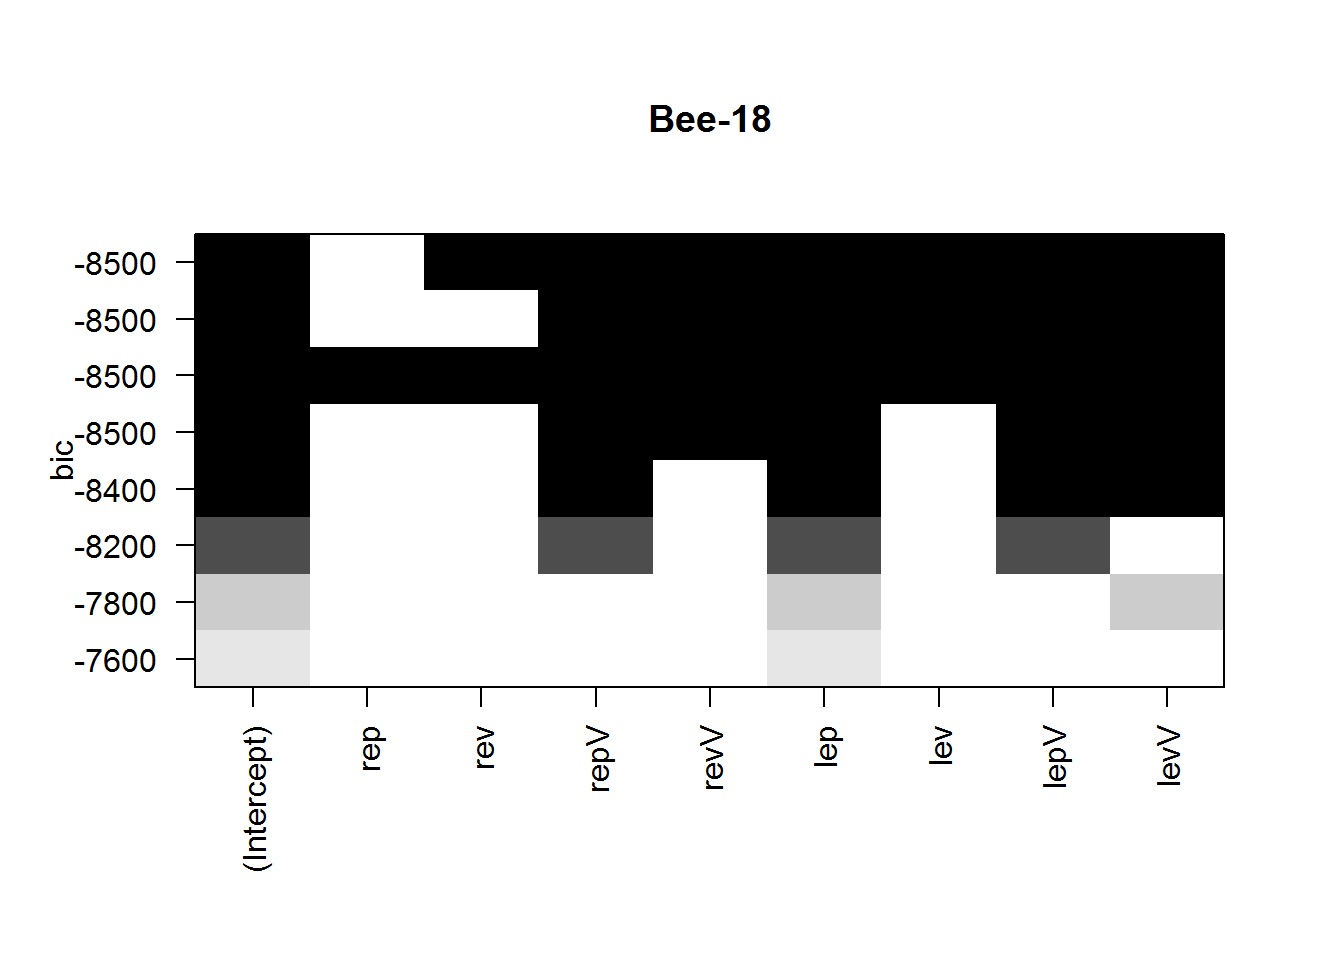 Bee-18
-8500
-8500
-8500
-8500
-8400
-8200
-7800
-7600
bic
(Intercept)
rep
rev
repV
revV
lep
lev
lepV
levV